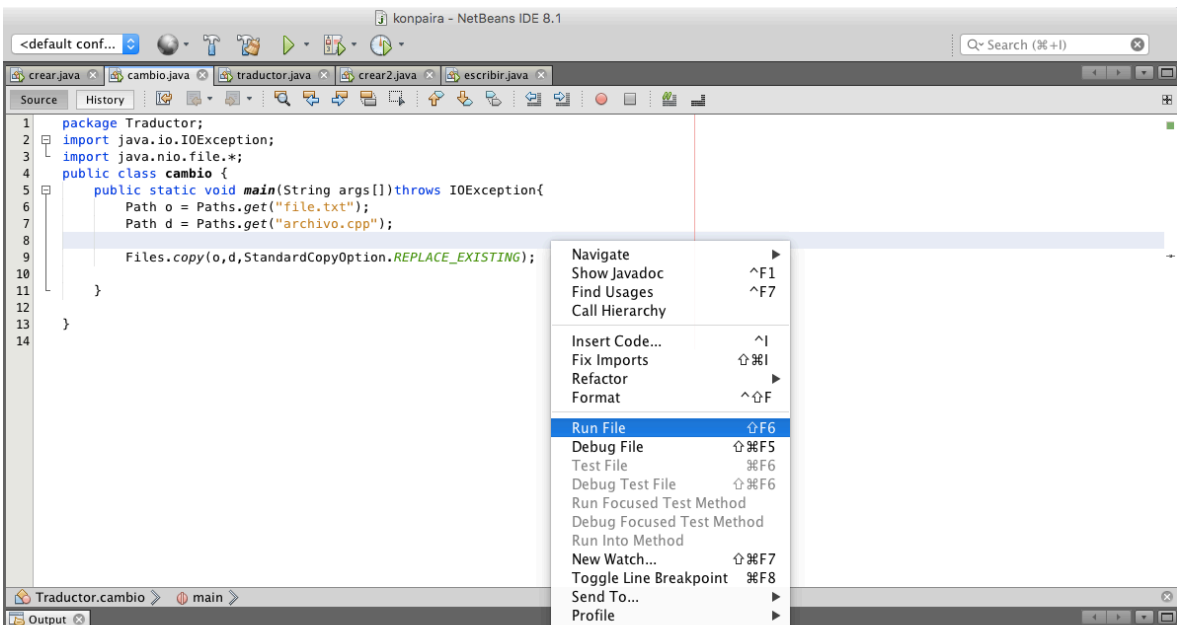 konpaira - NetBeans IDE 8.1
<default conf...
Search (⌘+I)
crear.java cambio.java traductor.java crear2.java escribir.java
Source History
1 package Traductor;
2 import java.io.IOException;
3 import java.nio.file.*;
4 public class cambio {
5 public static void main(String args[])throws IOException{
6 Path o = Paths.get("file.txt");
7 Path d = Paths.get("archivo.cpp");
8
9 Files.copy(o,d,StandardCopyOption.REPLACE_EXISTING);
10
11 }
12
13 }
14
Navigate
Show Javadoc ^F1
Find Usages ^F7
Call Hierarchy
Insert Code... ^I
Fix Imports ⇧⌘I
Refactor
Format ^⇧F
Run File ⇧F6
Debug File ⇧⌘F5
Test File ⌘F6
Debug Test File ⇧⌘F6
Run Focused Test Method
Debug Focused Test Method
Run Into Method
New Watch... ⇧⌘F7
Toggle Line Breakpoint ⌘F8
Send To...
Profile
Traductor.cambio main
Output